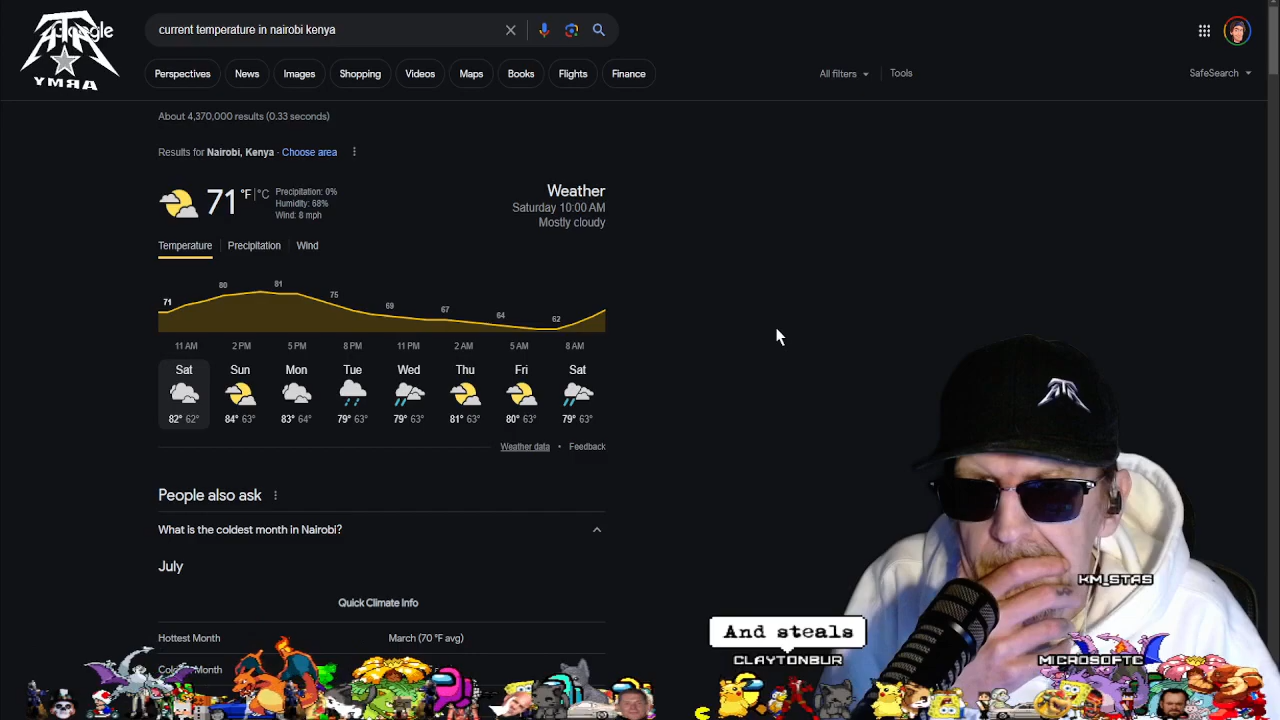 Google
YMRA
current temperature in nairobi kenya
Perspectives
News
Images
Shopping
Videos
Maps
Books
Flights
Finance
All filters
Tools
SafeSearch
About 4,370,000 results (0.33 seconds)
Results for Nairobi, Kenya · Choose area
71 °F | °C
Precipitation: 0%
Humidity: 68%
Wind: 8 mph
Weather
Saturday 10:00 AM
Mostly cloudy
Temperature
Precipitation
Wind
71 80 81 75 69 67 64 62
11 AM 2 PM 5 PM 8 PM 11 PM 2 AM 5 AM 8 AM
Sat Sun Mon Tue Wed Thu Fri Sat
82° 62° 84° 63° 83° 64° 79° 63° 79° 63° 81° 63° 80° 63° 79° 63°
Weather data • Feedback
People also ask
What is the coldest month in Nairobi?
July
Quick Climate Info
Hottest Month March (70 °F avg)
Month
KM_STAS
And steals
CLAYTONBUR
MICROSOFTC